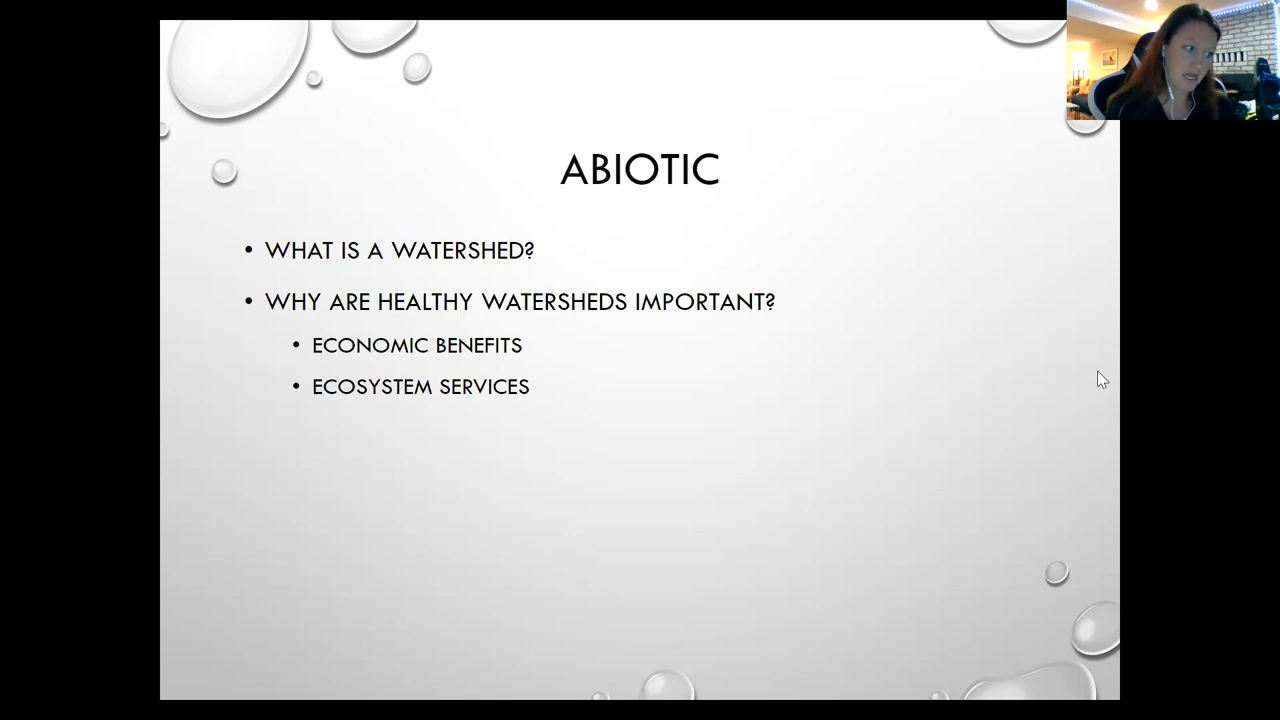 ABIOTIC
• WHAT IS A WATERSHED?
• WHY ARE HEALTHY WATERSHEDS IMPORTANT?
• ECONOMIC BENEFITS
• ECOSYSTEM SERVICES